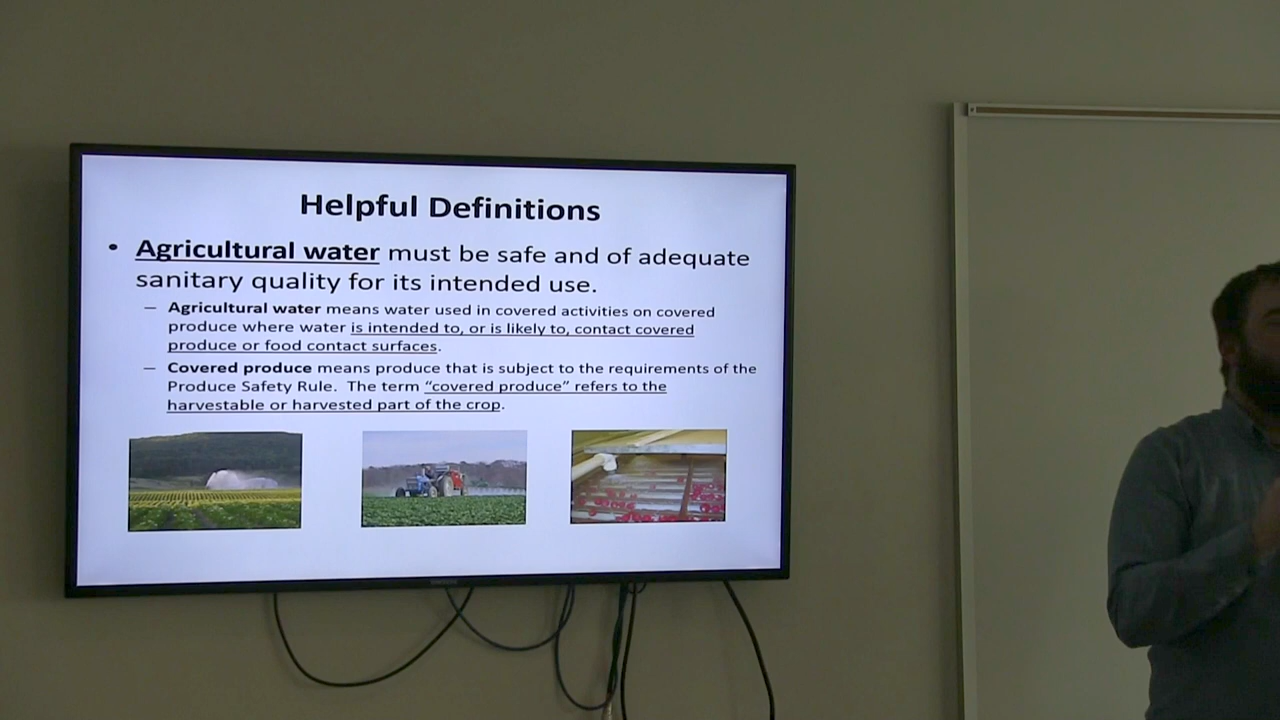 Helpful Definitions
• Agricultural water must be safe and of adequate
sanitary quality for its intended use.
– Agricultural water means water used in covered activities on covered
produce where water is intended to, or is likely to, contact covered
produce or food contact surfaces.
– Covered produce means produce that is subject to the requirements of the
Produce Safety Rule. The term “covered produce” refers to the
harvestable or harvested part of the crop.